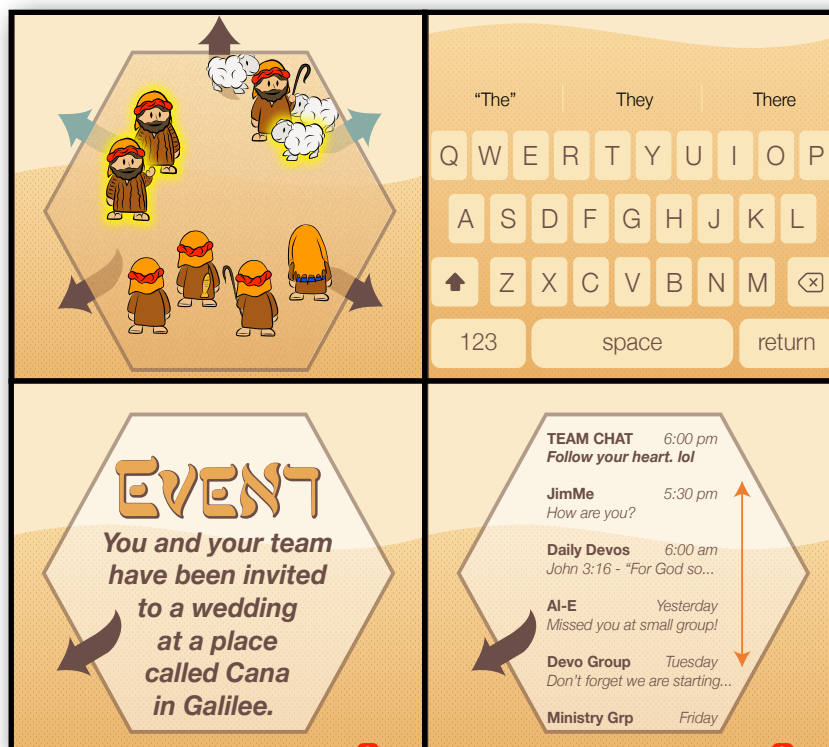 “The” They There
Q W E R T Y U I O P
A S D F G H J K L
Z X C V B N M
123 space return
EVENT
You and your team
have been invited
to a wedding
at a place
called Cana
in Galilee.
TEAM CHAT 6:00 pm
Follow your heart. lol
JimMe 5:30 pm
How are you?
Daily Devos 6:00 am
John 3:16 - “For God so...
Al-E Yesterday
Missed you at small group!
Devo Group Tuesday
Don’t forget we are starting...
Ministry Grp Friday